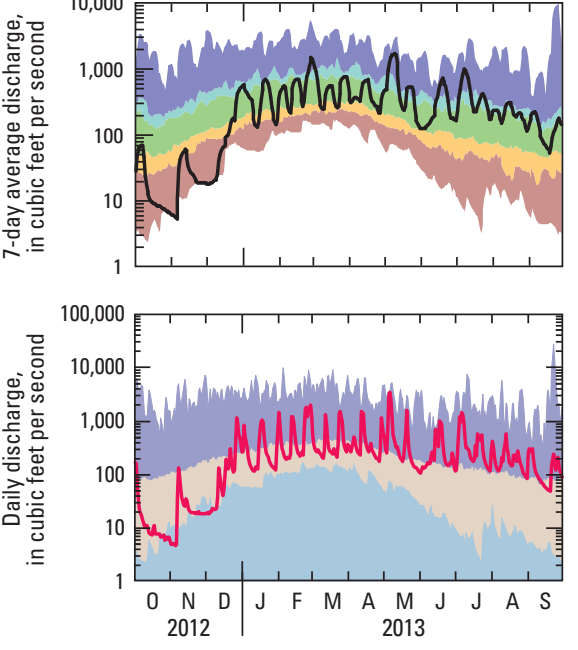 7-day average discharge,
in cubic feet per second
10,000
1,000
100
10
1
Daily discharge,
in cubic feet per second
100,000
10,000
1,000
100
10
1
O N D J F M A M J J A S
2012 2013